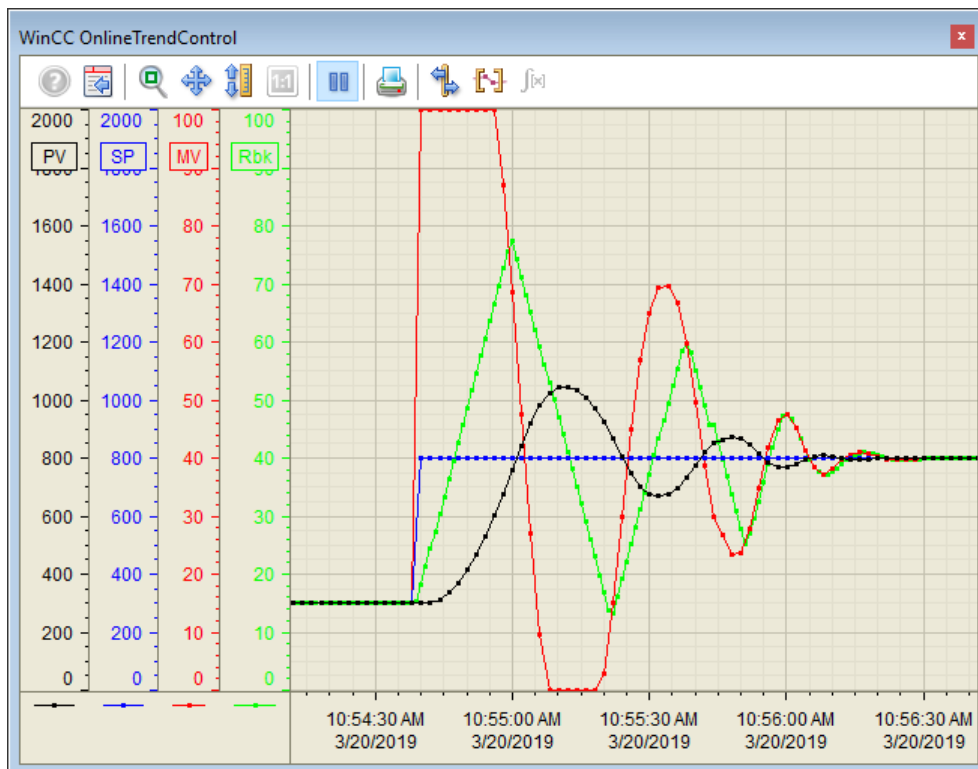 WinCC OnlineTrendControl
x
? 1:1 ∫[x]
2000 2000 100 100
PV SP MV Rbk
1600 1600 80 80
1400 1400 70 70
1200 1200 60 60
1000 1000 50 50
800 800 40 40
600 600 30 30
400 400 20 20
200 200 10 10
0 0 0 0
10:54:30 AM 10:55:00 AM 10:55:30 AM 10:56:00 AM 10:56:30 AM
3/20/2019 3/20/2019 3/20/2019 3/20/2019 3/20/2019